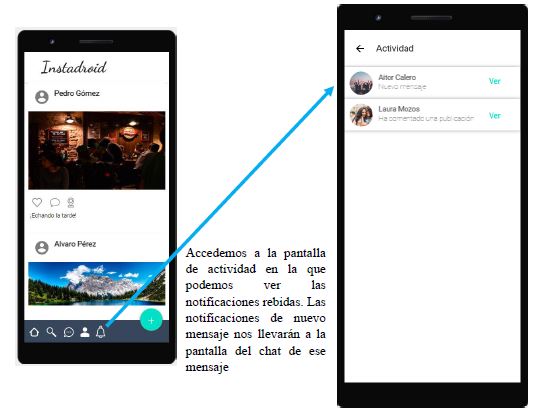 Instadroid
Pedro Gómez
¡Echando la tarde!
Alvaro Pérez
+
Accedemos a la pantalla
de actividad en la que
podemos ver las
notificaciones rebidas. Las
notificaciones de nuevo
mensaje nos llevarán a la
pantalla del chat de ese
mensaje
Actividad
Aitor Calero
Nuevo mensaje
Ver
Laura Mozos
Ha comentado una publicación
Ver